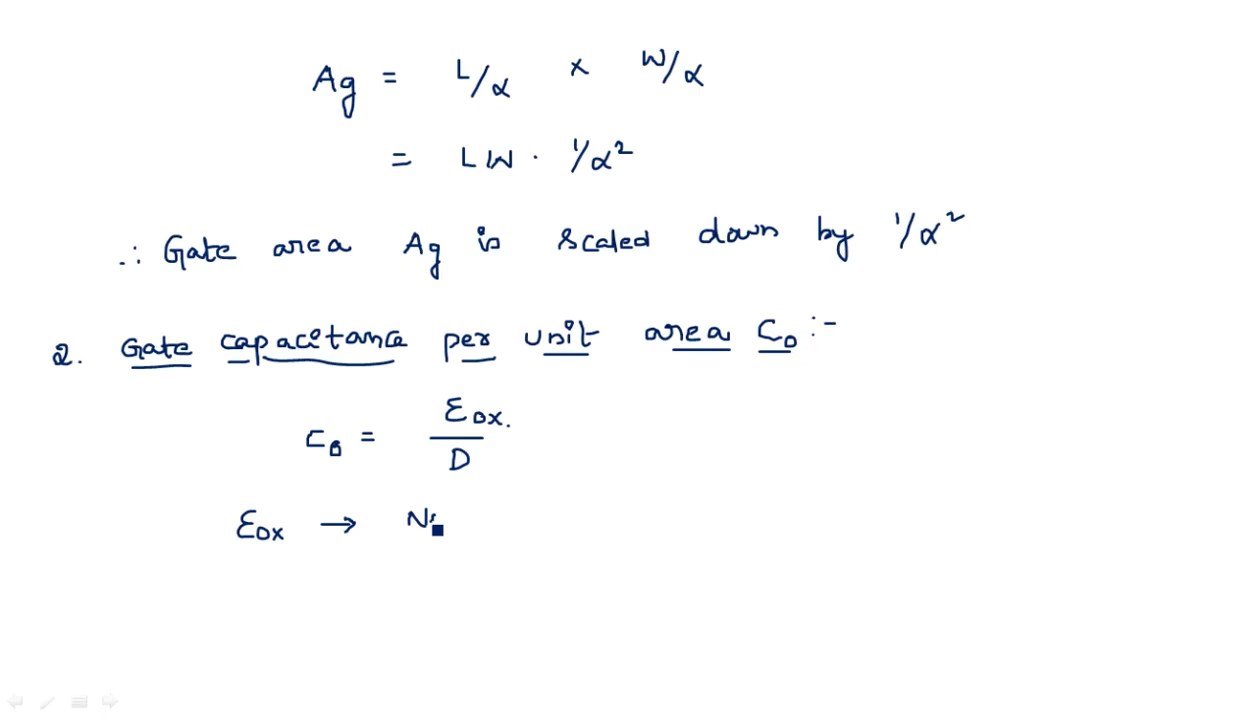 Ag = L/α × W/α
= LW · 1/α²
∴ Gate area Ag is scaled down by 1/α²
2. Gate capacetance per unit area C₀ :-
C₀ = εox. / D
εox →